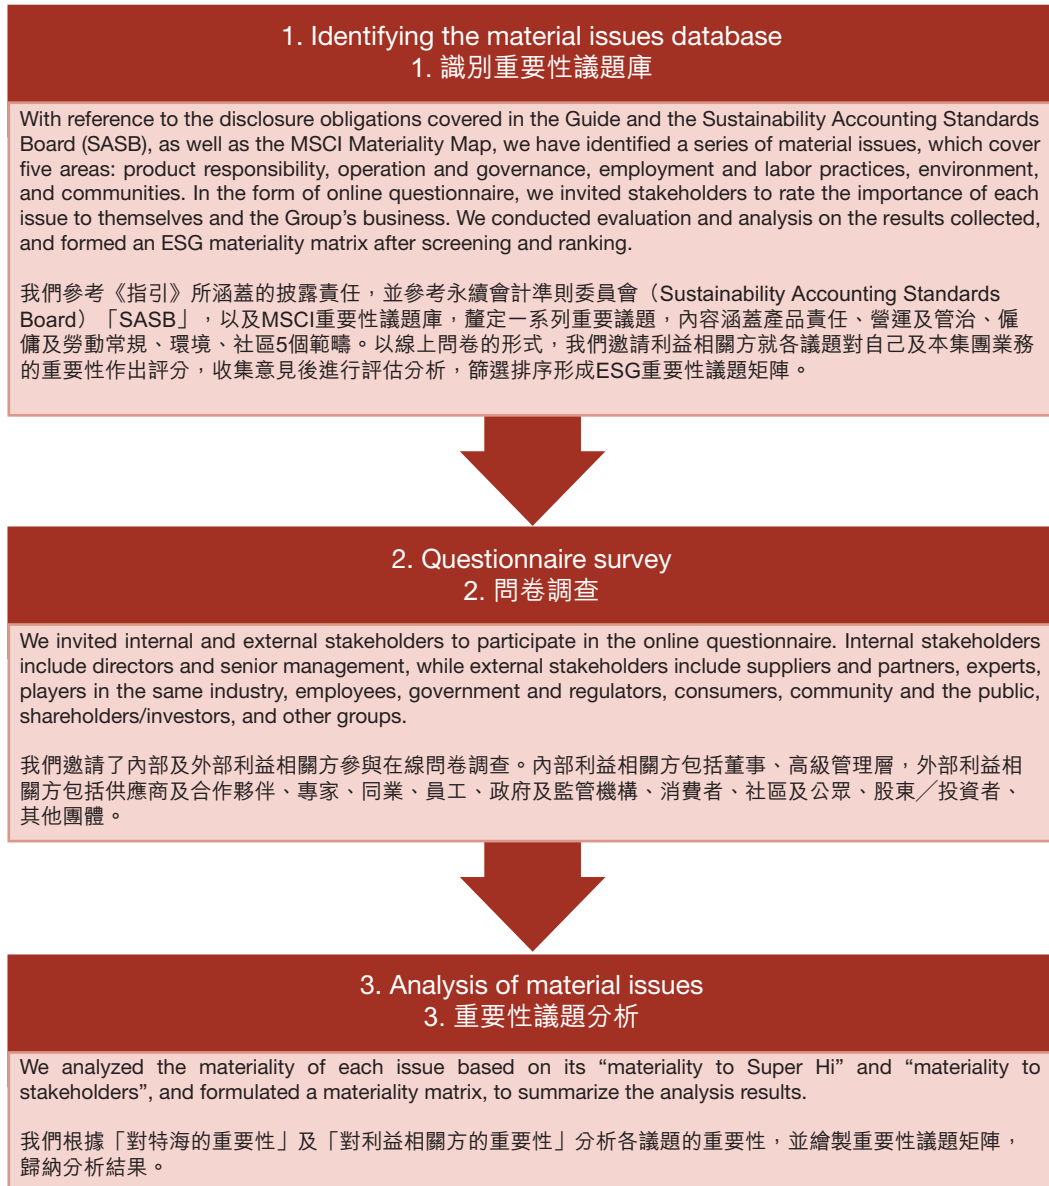 1. Identifying the material issues database
1. 識別重要性議題庫
With reference to the disclosure obligations covered in the Guide and the Sustainability Accounting Standards
Board (SASB), as well as the MSCI Materiality Map, we have identified a series of material issues, which cover
five areas: product responsibility, operation and governance, employment and labor practices, environment,
and communities. In the form of online questionnaire, we invited stakeholders to rate the importance of each
issue to themselves and the Group's business. We conducted evaluation and analysis on the results collected,
and formed an ESG materiality matrix after screening and ranking.
我們參考《指引》所涵蓋的披露責任，並參考永續會計準則委員會（Sustainability Accounting Standards
Board）「SASB」，以及MSCI重要性議題庫，釐定一系列重要議題，內容涵蓋產品責任、營運及管治、僱
傭及勞動常規、環境、社區5個範疇。以線上問卷的形式，我們邀請利益相關方就各議題對自己及本集團業務
的重要性作出評分，收集意見後進行評估分析，篩選排序形成ESG重要性議題矩陣。
2. Questionnaire survey
2. 問卷調查
We invited internal and external stakeholders to participate in the online questionnaire. Internal stakeholders
include directors and senior management, while external stakeholders include suppliers and partners, experts,
players in the same industry, employees, government and regulators, consumers, community and the public,
shareholders/investors, and other groups.
我們邀請了內部及外部利益相關方參與在線問卷調查。內部利益相關方包括董事、高級管理層，外部利益相
關方包括供應商及合作夥伴、專家、同業、員工、政府及監管機構、消費者、社區及公眾、股東／投資者、
其他團體。
3. Analysis of material issues
3. 重要性議題分析
We analyzed the materiality of each issue based on its “materiality to Super Hi” and “materiality to
stakeholders”, and formulated a materiality matrix, to summarize the analysis results.
我們根據「對特海的重要性」及「對利益相關方的重要性」分析各議題的重要性，並繪製重要性議題矩陣，
歸納分析結果。